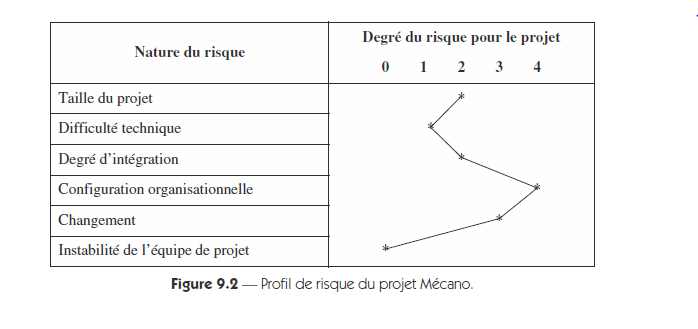 Nature du risque
Degré du risque pour le projet
0 1 2 3 4
Taille du projet
Difficulté technique
Degré d’intégration
Configuration organisationnelle
Changement
Instabilité de l’équipe de projet
Figure 9.2 — Profil de risque du projet Mécano.